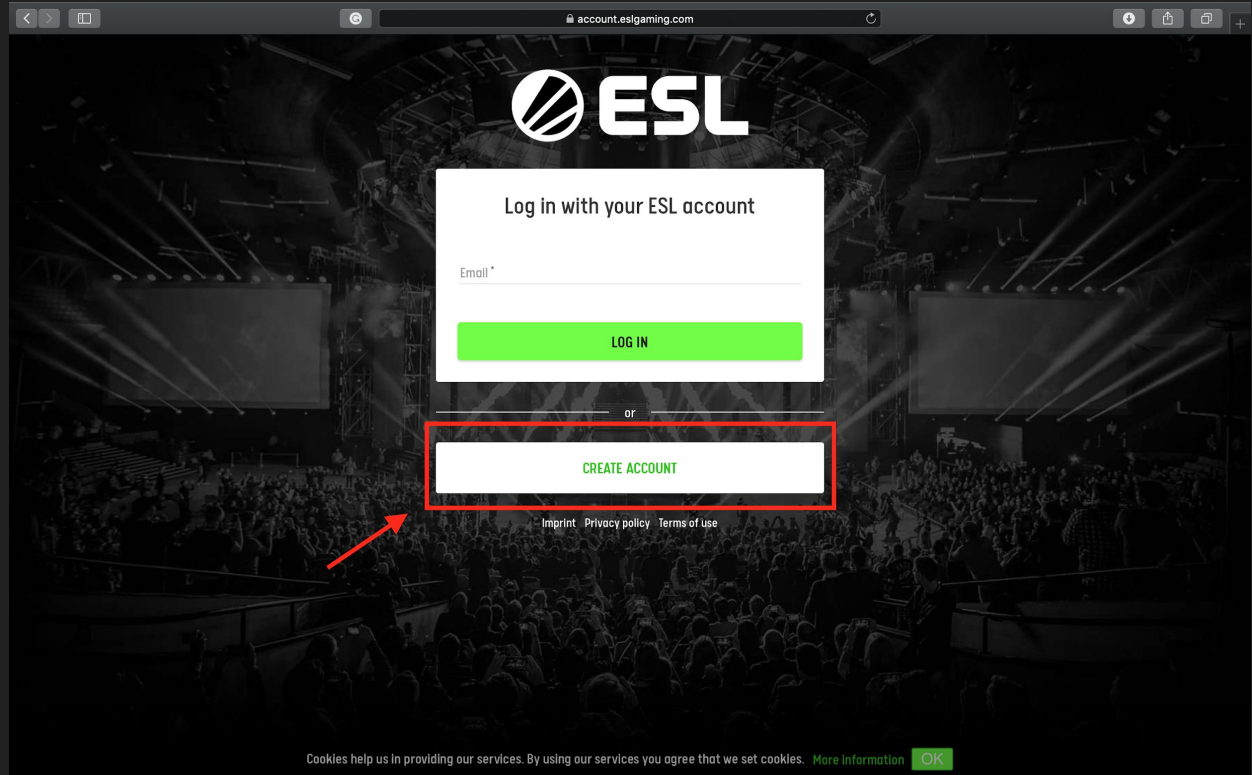 account.eslgaming.com
ESL
Log in with your ESL account
Email *
LOG IN
or
CREATE ACCOUNT
Imprint Privacy policy Terms of use
Cookies help us in providing our services. By using our services you agree that we set cookies. More information OK